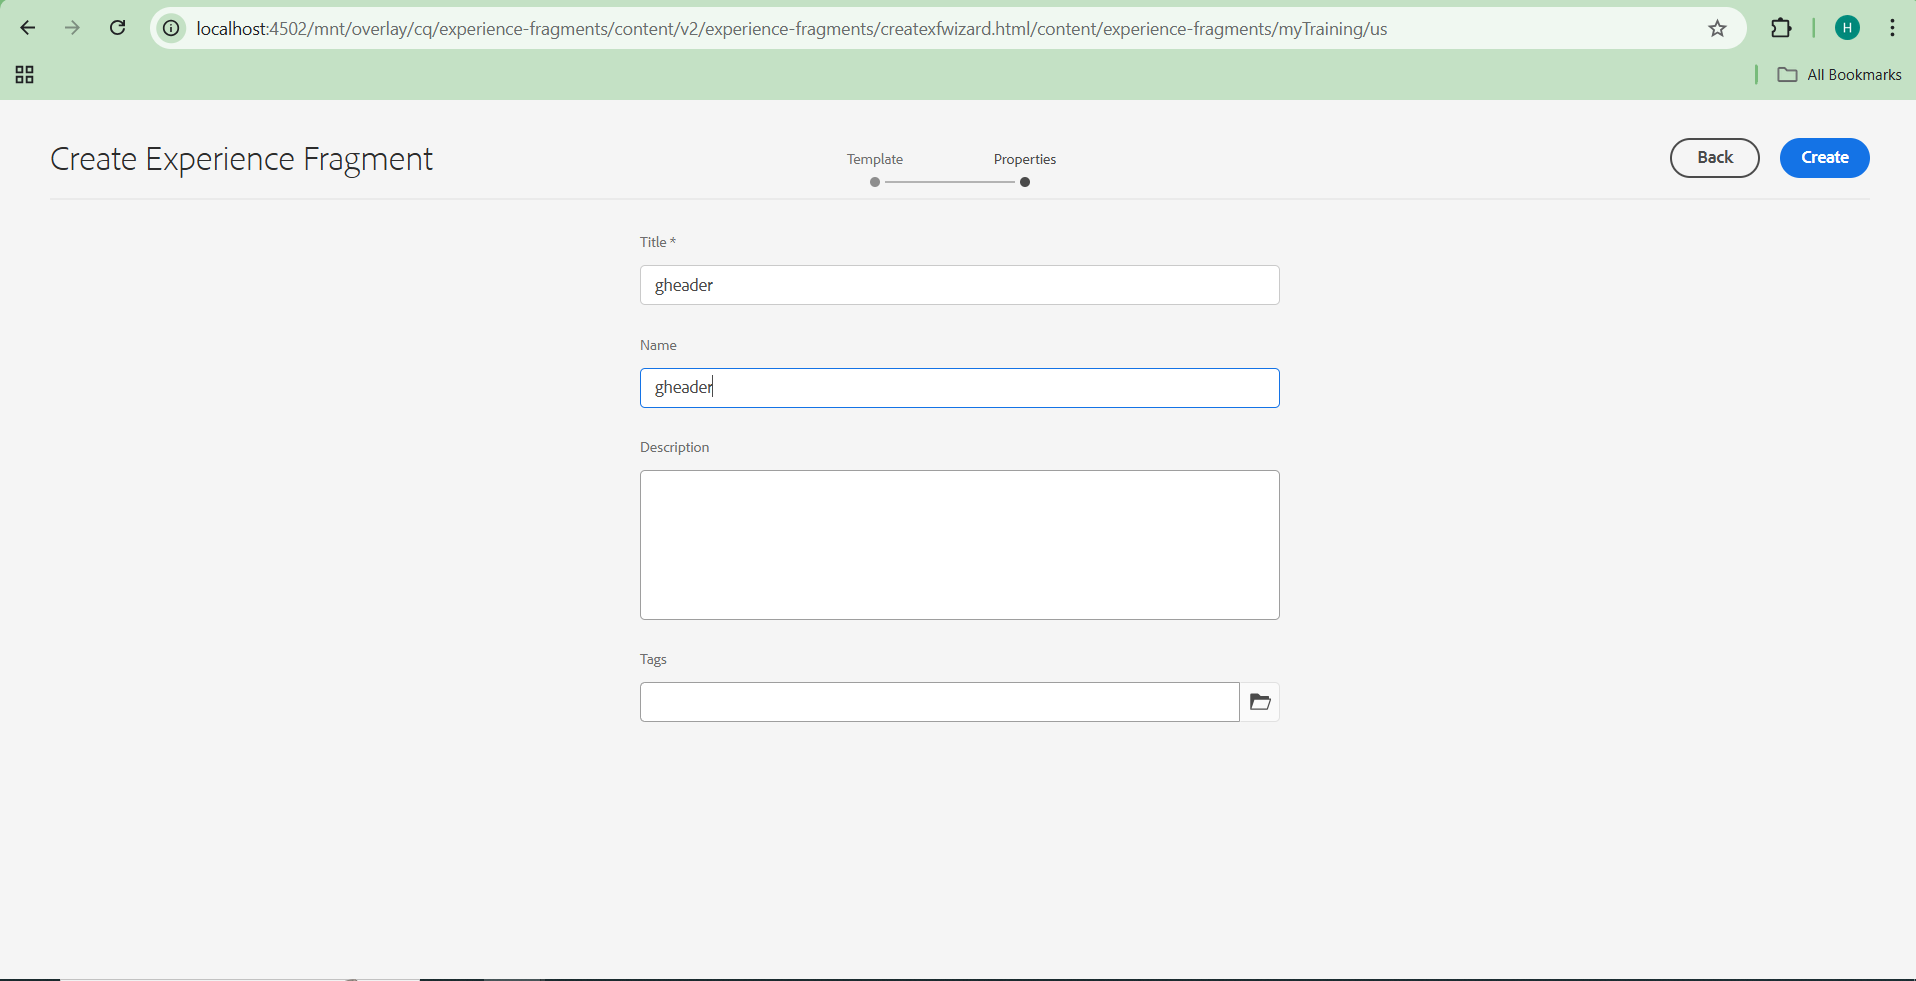 localhost:4502/mnt/overlay/cq/experience-fragments/content/v2/experience-fragments/createxfwizard.html/content/experience-fragments/myTraining/us
H
All Bookmarks
Create Experience Fragment
Template
Properties
Back
Create
Title *
gheader
Name
gheader
Description
Tags